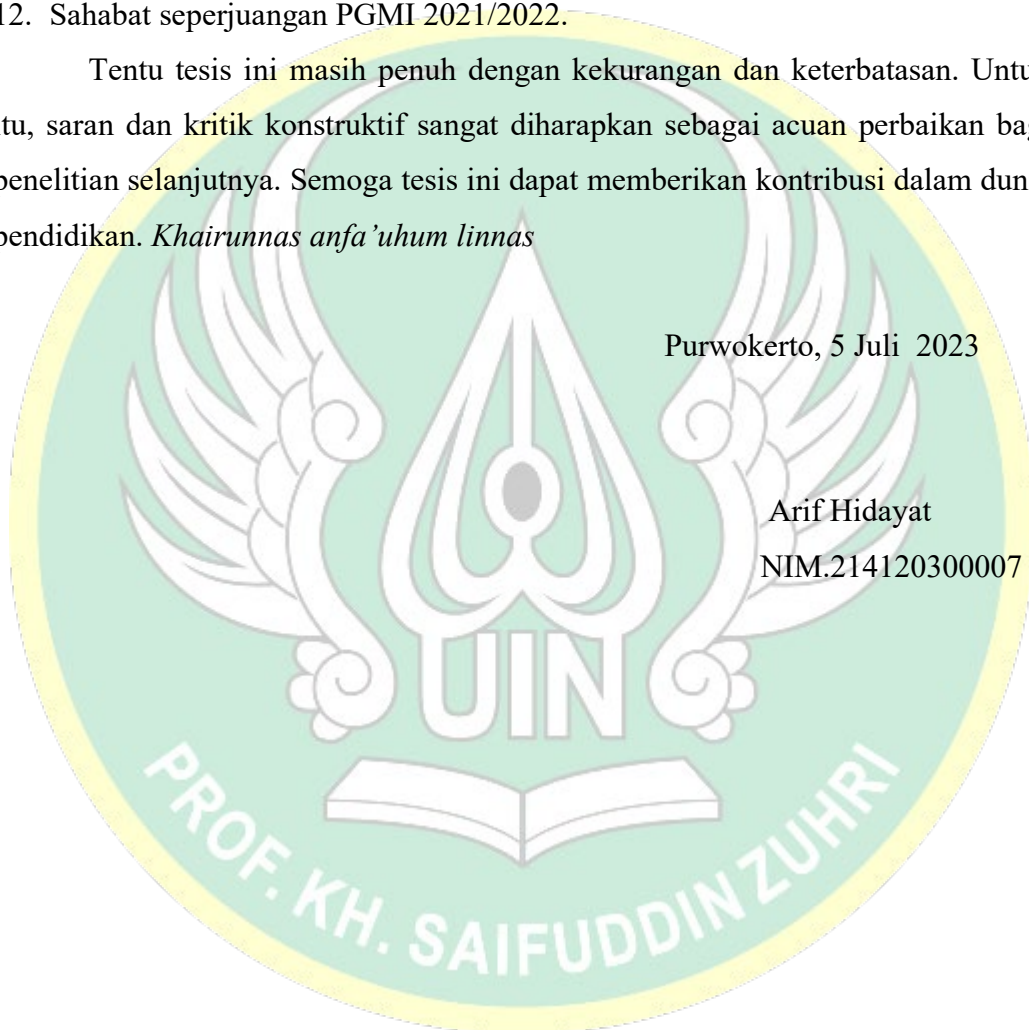 12. Sahabat seperjuangan PGMI 2021/2022.
Tentu tesis ini masih penuh dengan kekurangan dan keterbatasan. Untu
itu, saran dan kritik konstruktif sangat diharapkan sebagai acuan perbaikan bag
penelitian selanjutnya. Semoga tesis ini dapat memberikan kontribusi dalam dun
pendidikan. Khairunnas anfa’uhum linnas
Purwokerto, 5 Juli 2023
Arif Hidayat
NIM.214120300007
UIN
PROF. KH. SAIFUDDIN ZUHRI